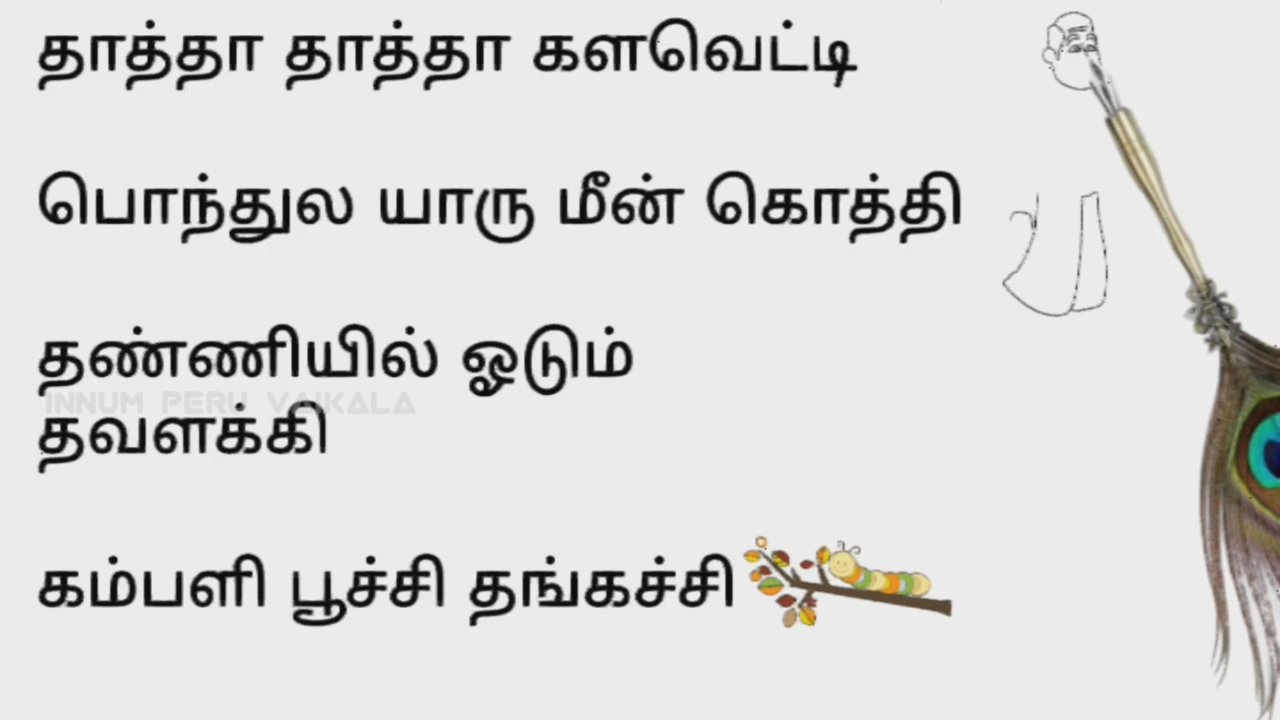 தாத்தா தாத்தா களவெட்டி
பொந்துல யாரு மீன் கொத்தி
தண்ணியில் ஓடும்
INNUM PERU VAIKALA
தவளக்கி
கம்பளி பூச்சி தங்கச்சி